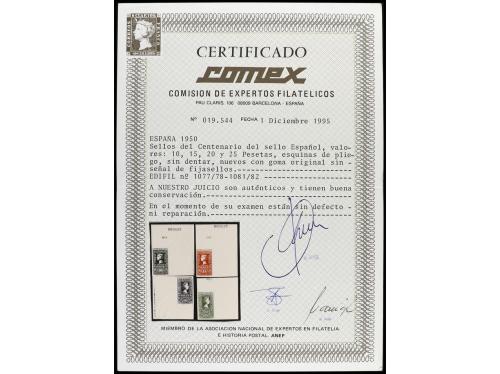 CERTIFICADO
comex
COMISION DE EXPERTOS FILATELICOS
PAU CLARIS, 106 08009 BARCELONA - ESPAÑA
Nº 019.544 FECHA 1 Diciembre 1995
ESPAÑA 1950
Sellos del Centenario del sello Español, valo-
res: 10, 15, 20 y 25 Pesetas, esquinas de plie-
go, sin dentar, nuevos con goma original sin -
señal de fijasellos.
EDIFIL nº 1077/78-1081/82
A NUESTRO JUICIO son auténticos y tienen buena
conservación.
En el momento de su examen están sin defecto -
ni reparación.
MIEMBRO DE LA ASOCIACION NACIONAL DE EXPERTOS EN FILATELIA
E HISTORIA POSTAL. ANEF